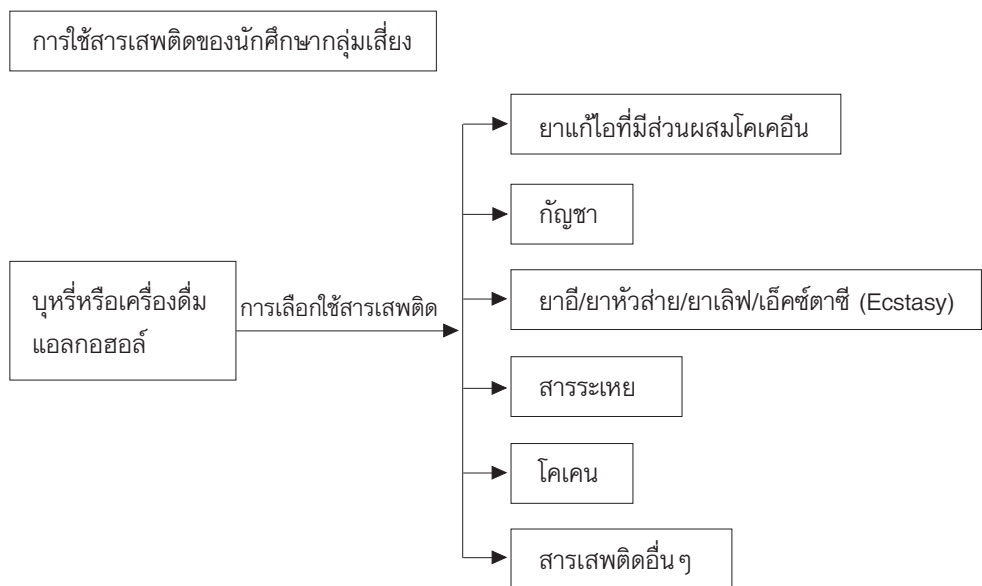 การใช้สารเสพติดของนักศึกษากลุ่มเสี่ยง
ยาแก้ไอที่มีส่วนผสมโคเคอีน
กัญชา
บุหรี่หรือเครื่องดื่ม
แอลกอฮอล์
การเลือกใช้สารเสพติด
ยาอี/ยาหัวส่าย/ยาเลิฟ/เอ็คซ์ตาซี (Ecstasy)
สารระเหย
โคเคน
สารเสพติดอื่นๆ